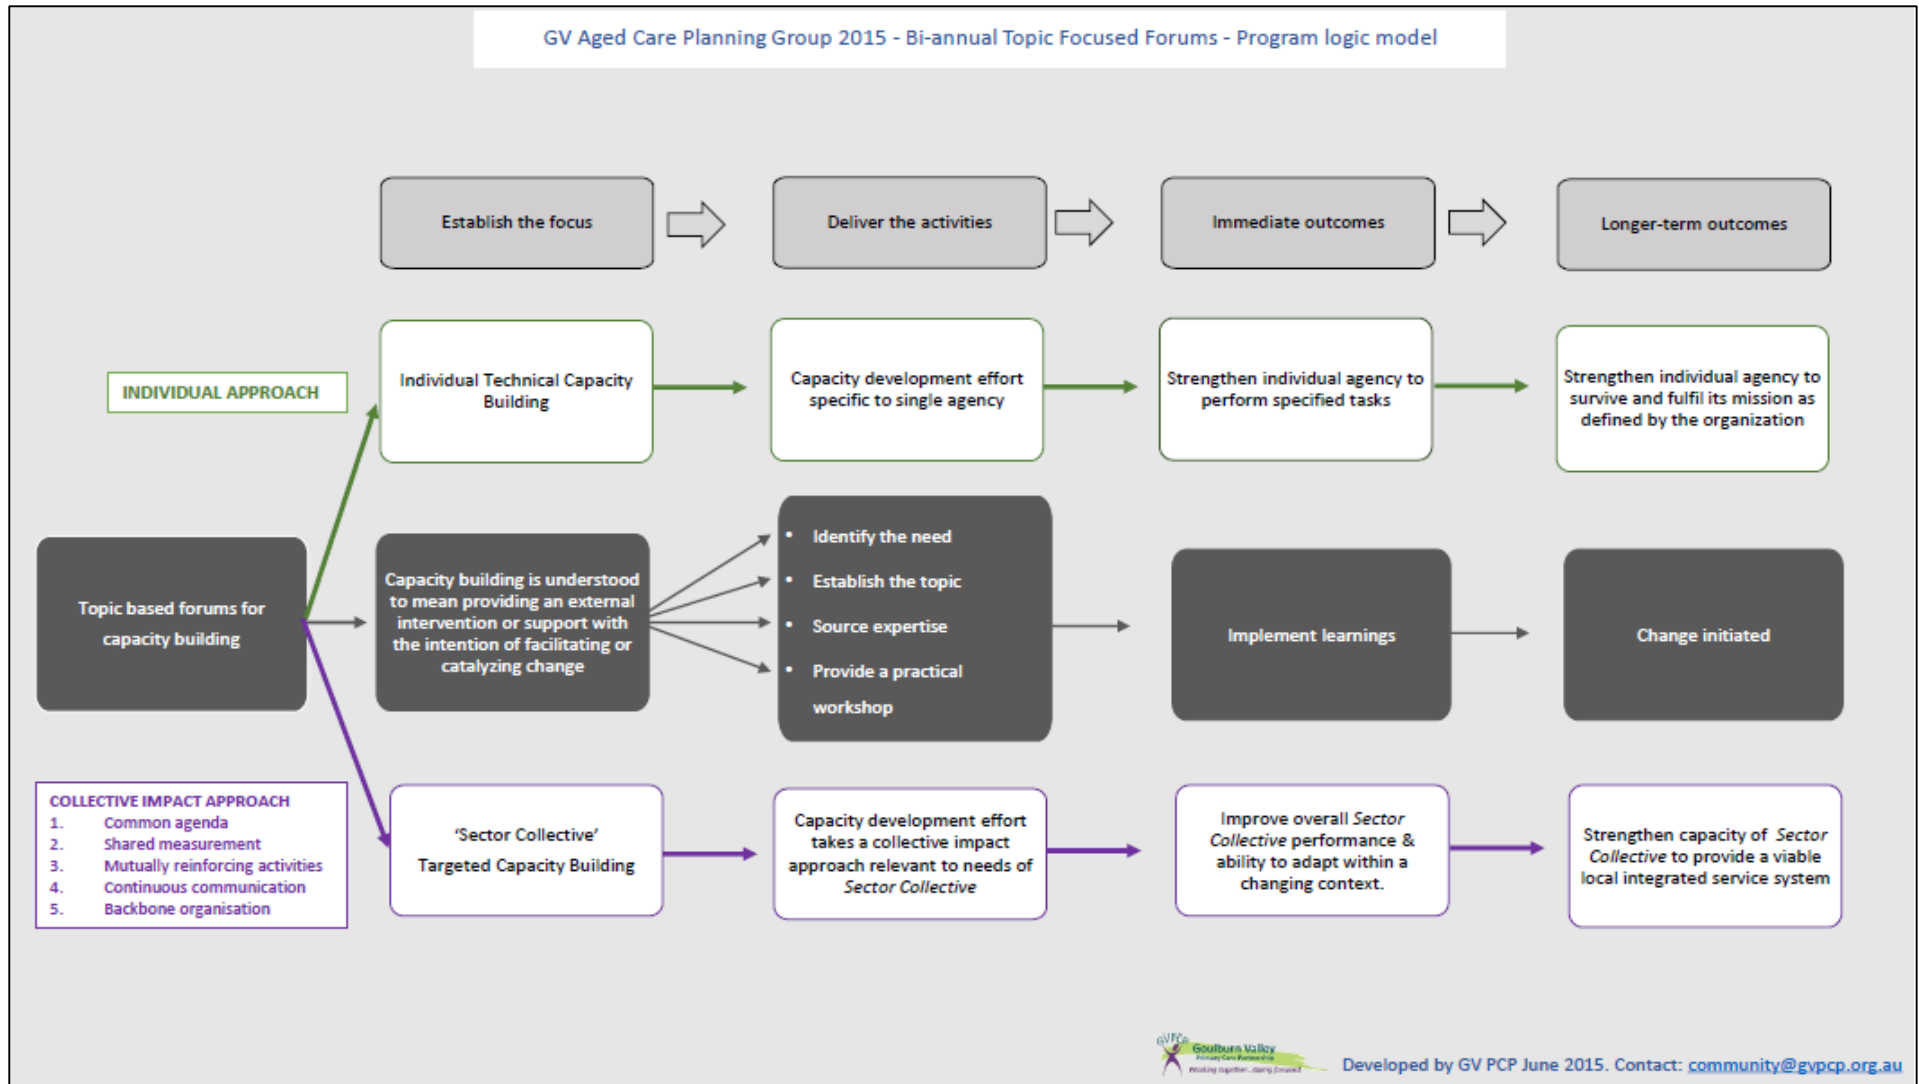 GV Aged Care Planning Group 2015 - Bi-annual Topic Focused Forums - Program logic model
Establish the focus
Deliver the activities
Immediate outcomes
Longer-term outcomes
INDIVIDUAL APPROACH
Individual Technical Capacity
Building
Capacity development effort
specific to single agency
Strengthen individual agency to
perform specified tasks
Strengthen individual agency to
survive and fulfil its mission as
defined by the organization
Topic based forums for
capacity building
Capacity building is understood
to mean providing an external
intervention or support with
the intention of facilitating or
catalyzing change
• Identify the need
• Establish the topic
• Source expertise
• Provide a practical
workshop
Implement learnings
Change initiated
COLLECTIVE IMPACT APPROACH
1. Common agenda
2. Shared measurement
3. Mutually reinforcing activities
4. Continuous communication
5. Backbone organisation
‘Sector Collective’
Targeted Capacity Building
Capacity development effort
takes a collective impact
approach relevant to needs of
Sector Collective
Improve overall Sector
Collective performance &
ability to adapt within a
changing context.
Strengthen capacity of Sector
Collective to provide a viable
local integrated service system
GVPCP
Goulburn Valley
Primary Care Partnership
Working together...Going forward
Developed by GV PCP June 2015. Contact: community@gvpcp.org.au